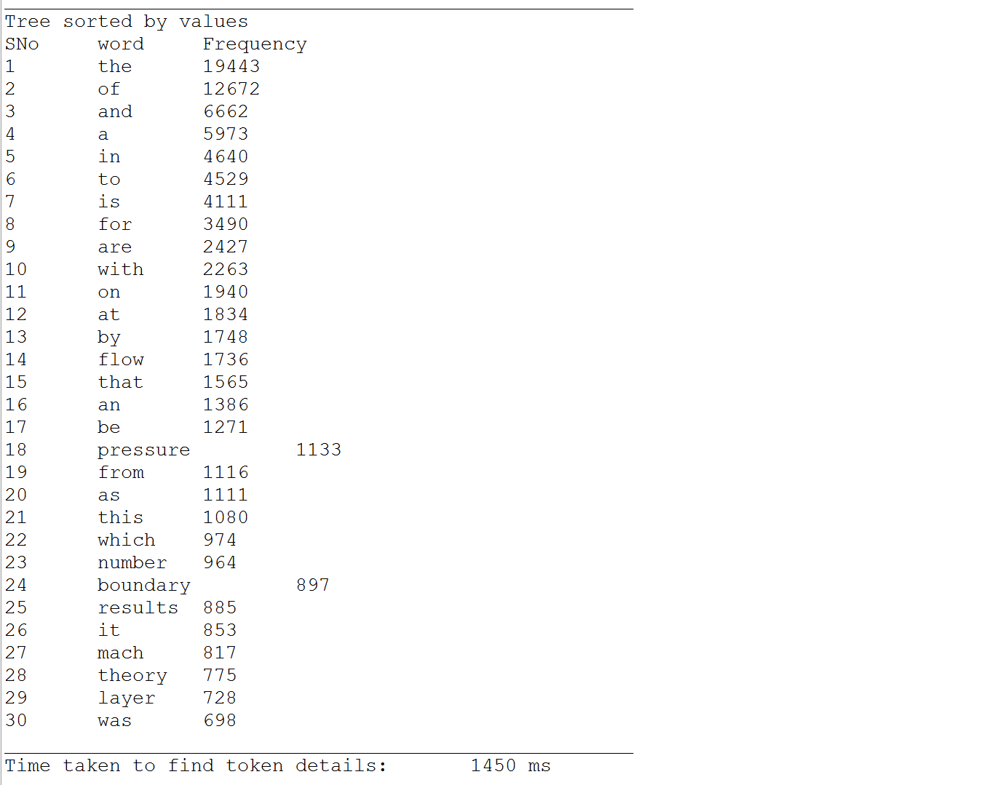 Tree sorted by values
SNo word Frequency
1 the 19443
2 of 12672
3 and 6662
4 a 5973
5 in 4640
6 to 4529
7 is 4111
8 for 3490
9 are 2427
10 with 2263
11 on 1940
12 at 1834
13 by 1748
14 flow 1736
15 that 1565
16 an 1386
17 be 1271
18 pressure 1133
19 from 1116
20 as 1111
21 this 1080
22 which 974
23 number 964
24 boundary 897
25 results 885
26 it 853
27 mach 817
28 theory 775
29 layer 728
30 was 698
Time taken to find token details: 1450 ms